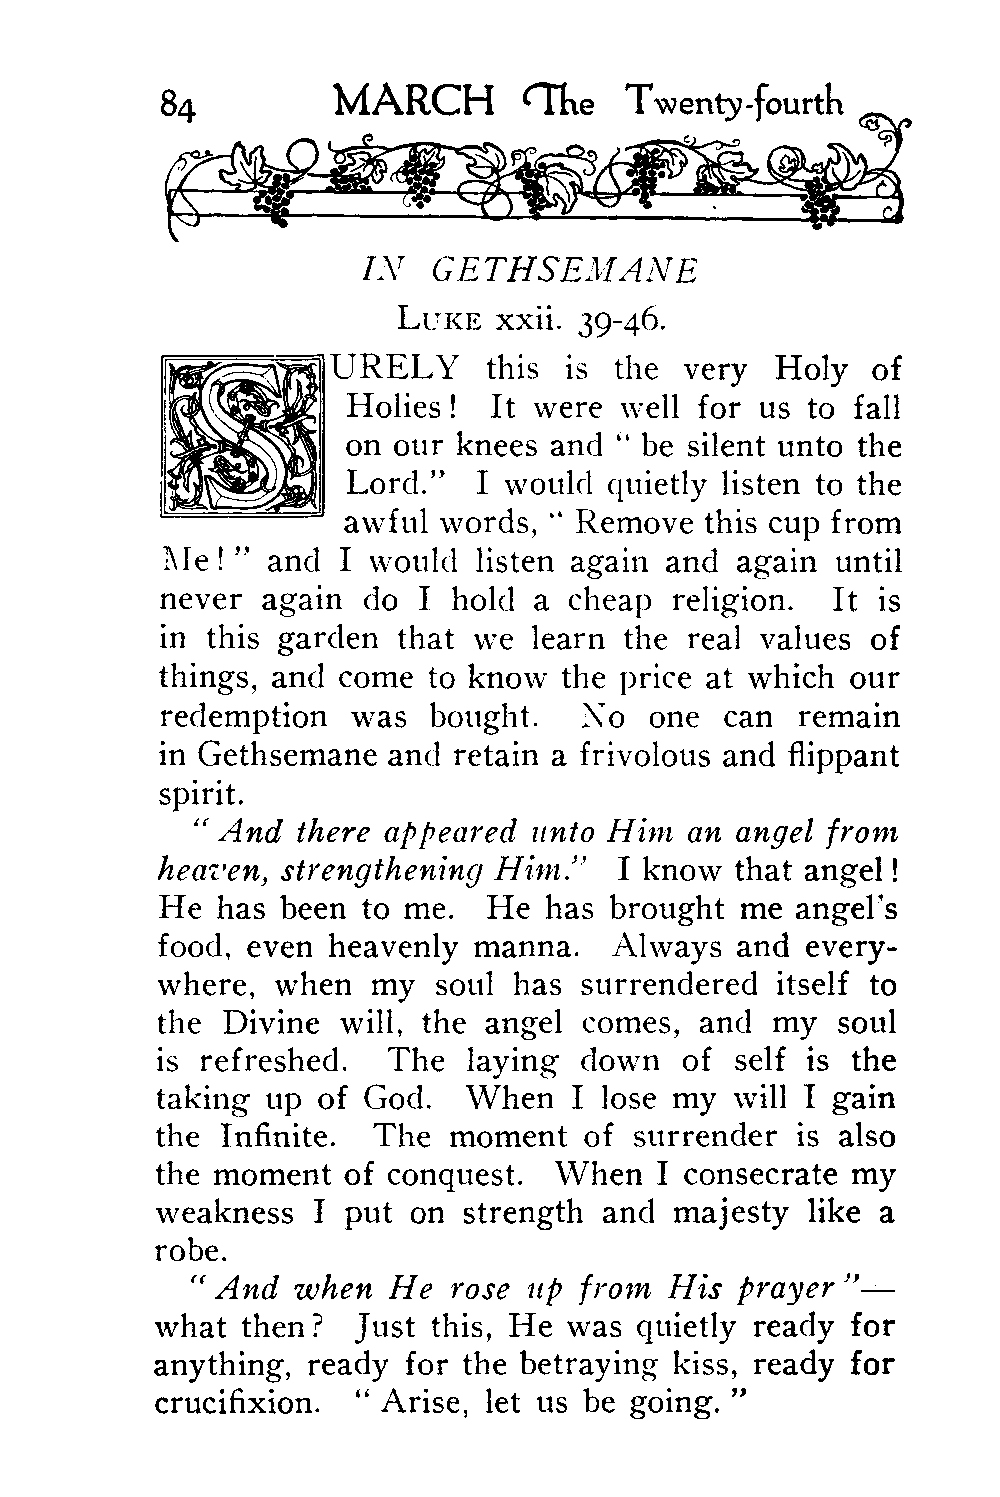 84 MARCH The Twenty-fourth
IN GETHSEMANE
LUKE xxii. 39-46.
SURELY this is the very Holy of
Holies! It were well for us to fall
on our knees and " be silent unto the
Lord." I would quietly listen to the
awful words, " Remove this cup from
Me! " and I would listen again and again until
never again do I hold a cheap religion. It is
in this garden that we learn the real values of
things, and come to know the price at which our
redemption was bought. No one can remain
in Gethsemane and retain a frivolous and flippant
spirit.
" And there appeared unto Him an angel from
heaven, strengthening Him." I know that angel!
He has been to me. He has brought me angel's
food, even heavenly manna. Always and every-
where, when my soul has surrendered itself to
the Divine will, the angel comes, and my soul
is refreshed. The laying down of self is the
taking up of God. When I lose my will I gain
the Infinite. The moment of surrender is also
the moment of conquest. When I consecrate my
weakness I put on strength and majesty like a
robe.
" And when He rose up from His prayer "—
what then? Just this, He was quietly ready for
anything, ready for the betraying kiss, ready for
crucifixion. " Arise, let us be going. "